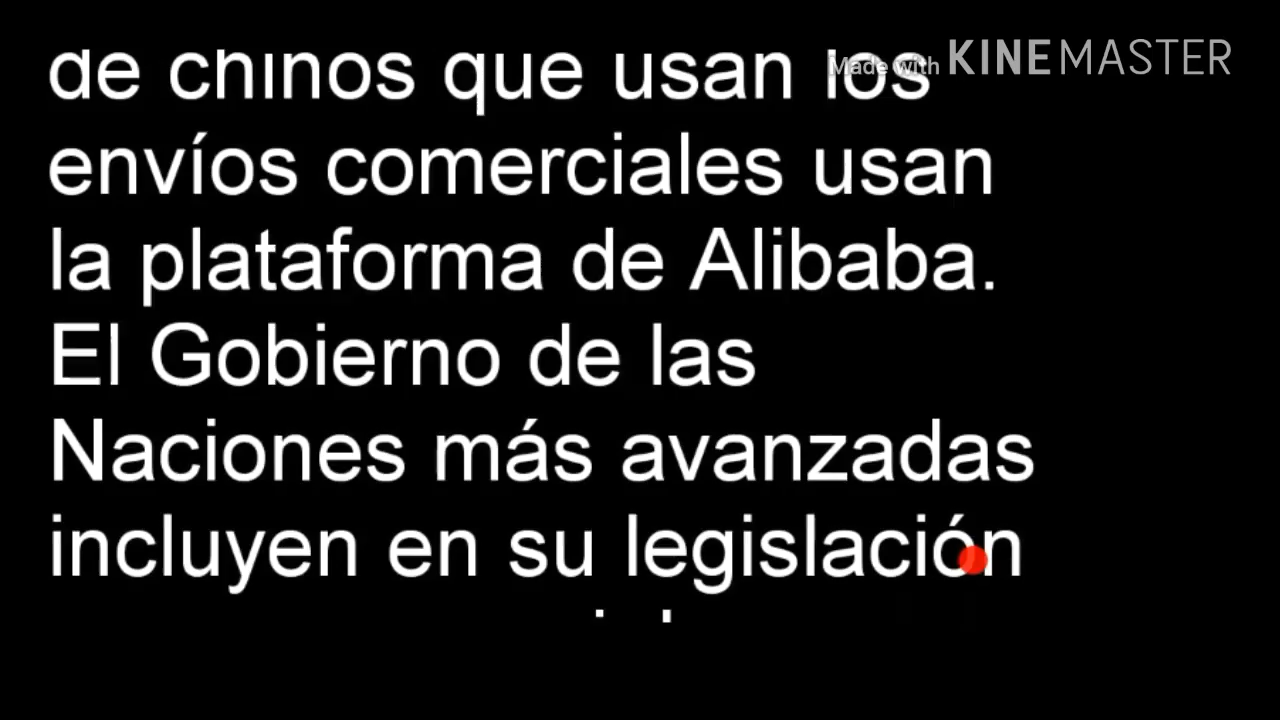 de chinos que usan los
Made with KINEMASTER
envíos comerciales usan
la plataforma de Alibaba.
El Gobierno de las
Naciones más avanzadas
incluyen en su legislación